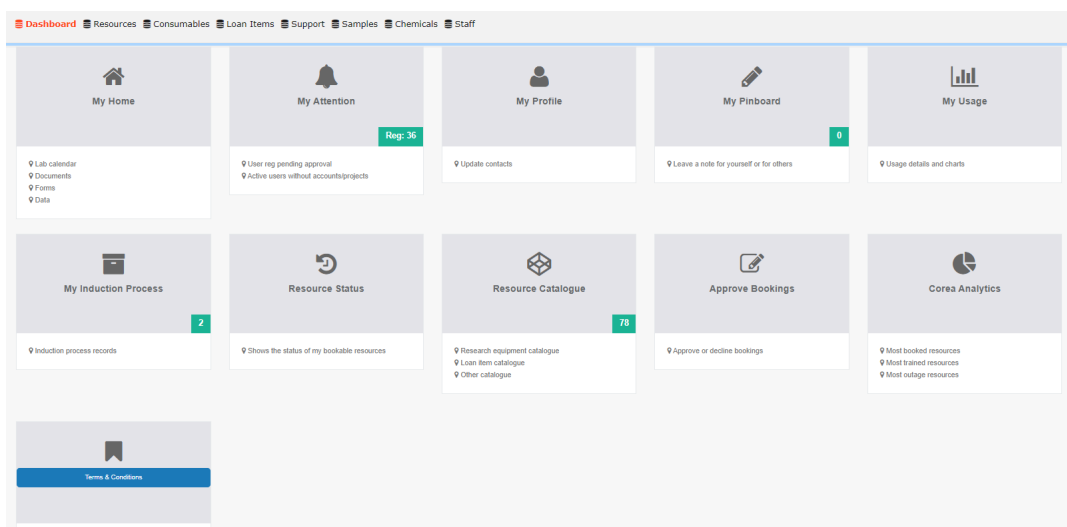 Dashboard Resources Consumables Loan Items Support Samples Chemicals Staff
My Home
My Attention
My Profile
My Pinboard
My Usage
Reg: 36
0
Lab calendar
Documents
Forms
Data
User reg pending approval
Active users without accounts/projects
Update contacts
Leave a note for yourself or for others
Usage details and charts
My Induction Process
Resource Status
Resource Catalogue
Approve Bookings
Corea Analytics
2
78
Induction process records
Shows the status of my bookable resources
Research equipment catalogue
Loan item catalogue
Other catalogue
Approve or decline bookings
Most booked resources
Most trained resources
Most outage resources
Terms & Conditions